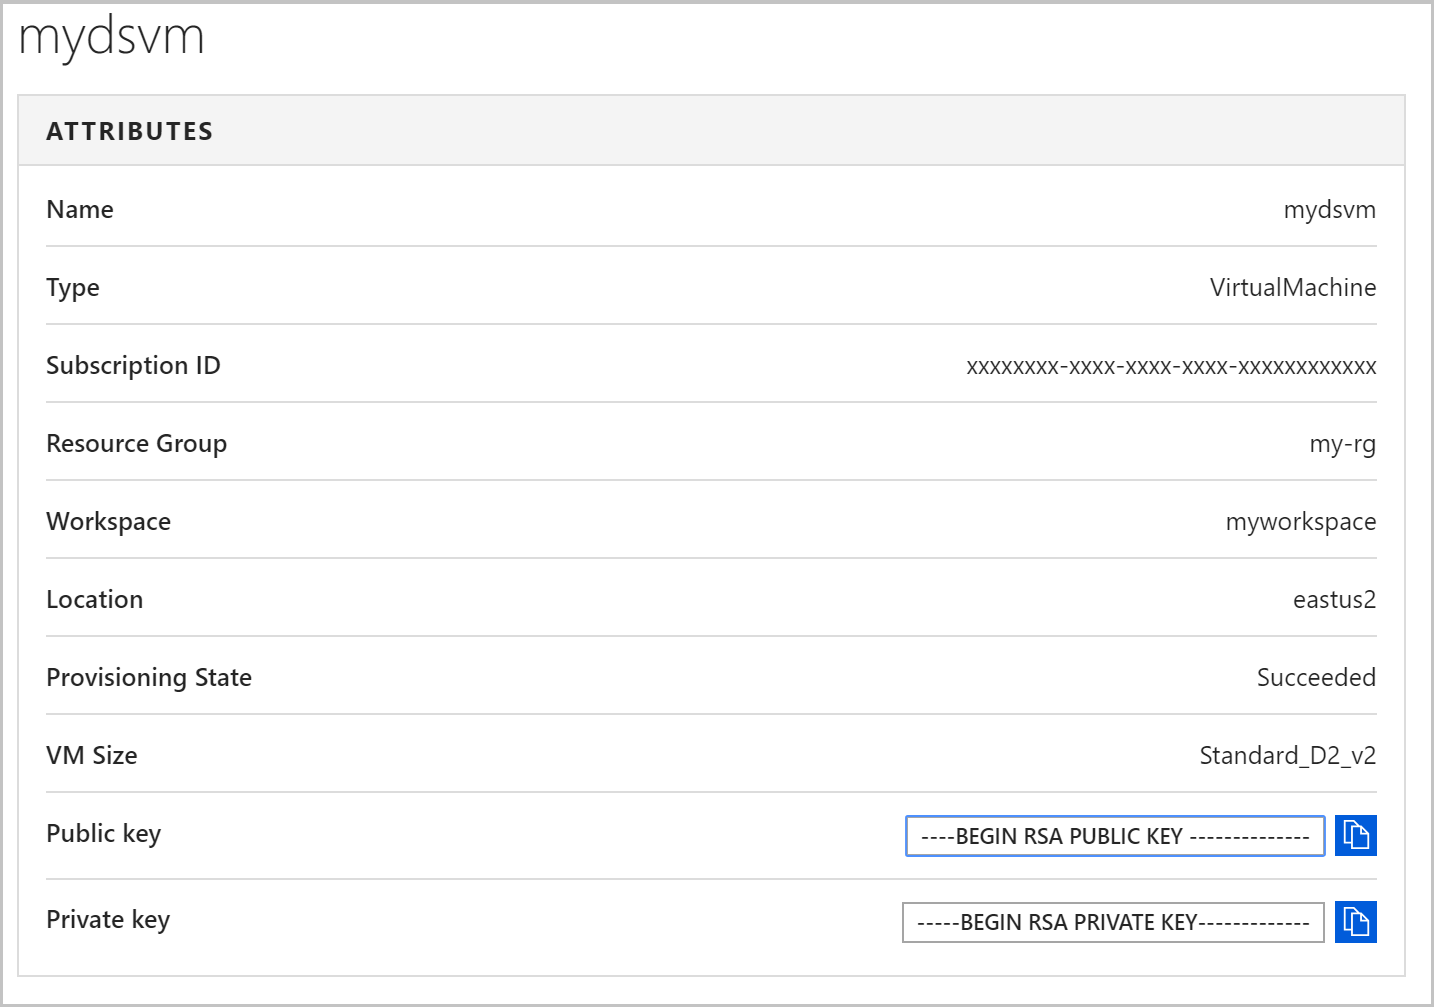 mydsvm
ATTRIBUTES
Name mydsvm
Type VirtualMachine
Subscription ID xxxxxxxx-xxxx-xxxx-xxxx-xxxxxxxxxxxx
Resource Group my-rg
Workspace myworkspace
Location eastus2
Provisioning State Succeeded
VM Size Standard_D2_v2
Public key ----BEGIN RSA PUBLIC KEY --------------
Private key -----BEGIN RSA PRIVATE KEY-------------